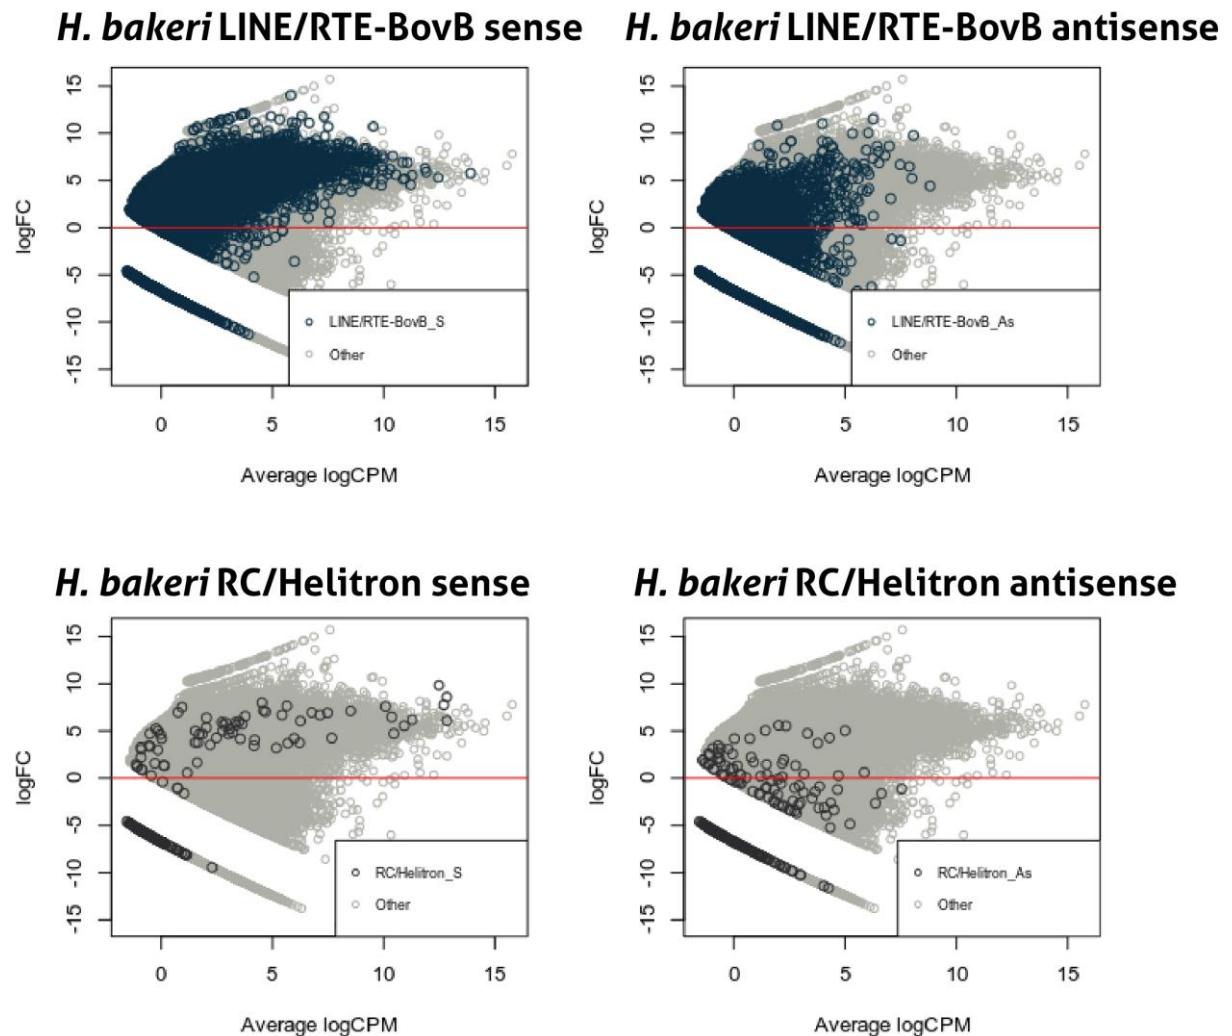 H. bakeri LINE/RTE-BovB sense
H. bakeri LINE/RTE-BovB antisense
logFC
15
10
5
0
-5
-10
-15
LINE/RTE-BovB_S
Other
0 5 10 15
Average logCPM
logFC
15
10
5
0
-5
-10
-15
LINE/RTE-BovB_As
Other
0 5 10 15
Average logCPM
H. bakeri RC/Helitron sense
H. bakeri RC/Helitron antisense
logFC
15
10
5
0
-5
-10
-15
RC/Helitron_S
Other
0 5 10 15
Average logCPM
logFC
15
10
5
0
-5
-10
-15
RC/Helitron_As
Other
0 5 10 15
Average logCPM